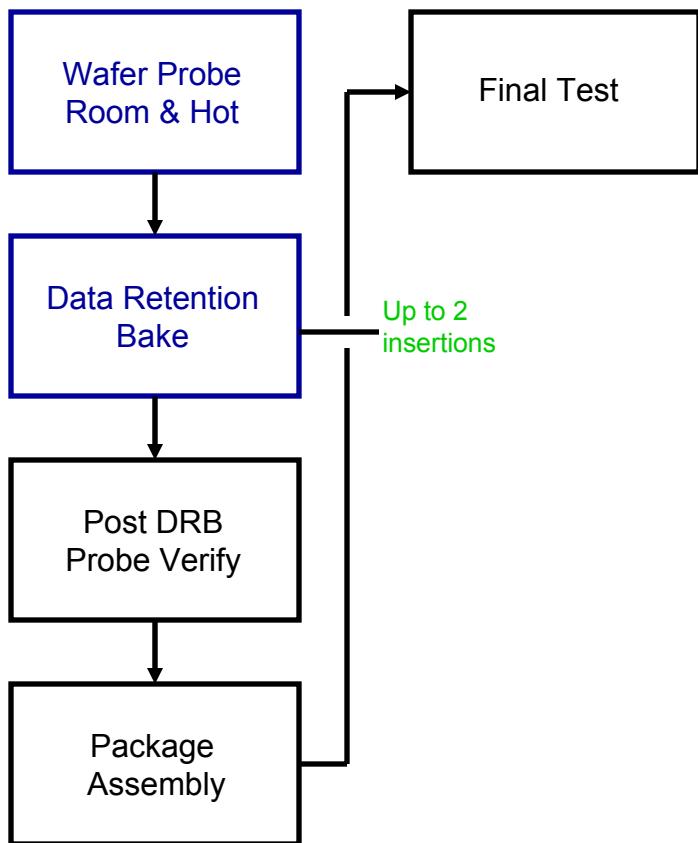 Wafer Probe
Room & Hot
Data Retention
Bake
Up to 2
insertions
Post DRB
Probe Verify
Package
Assembly
Final Test